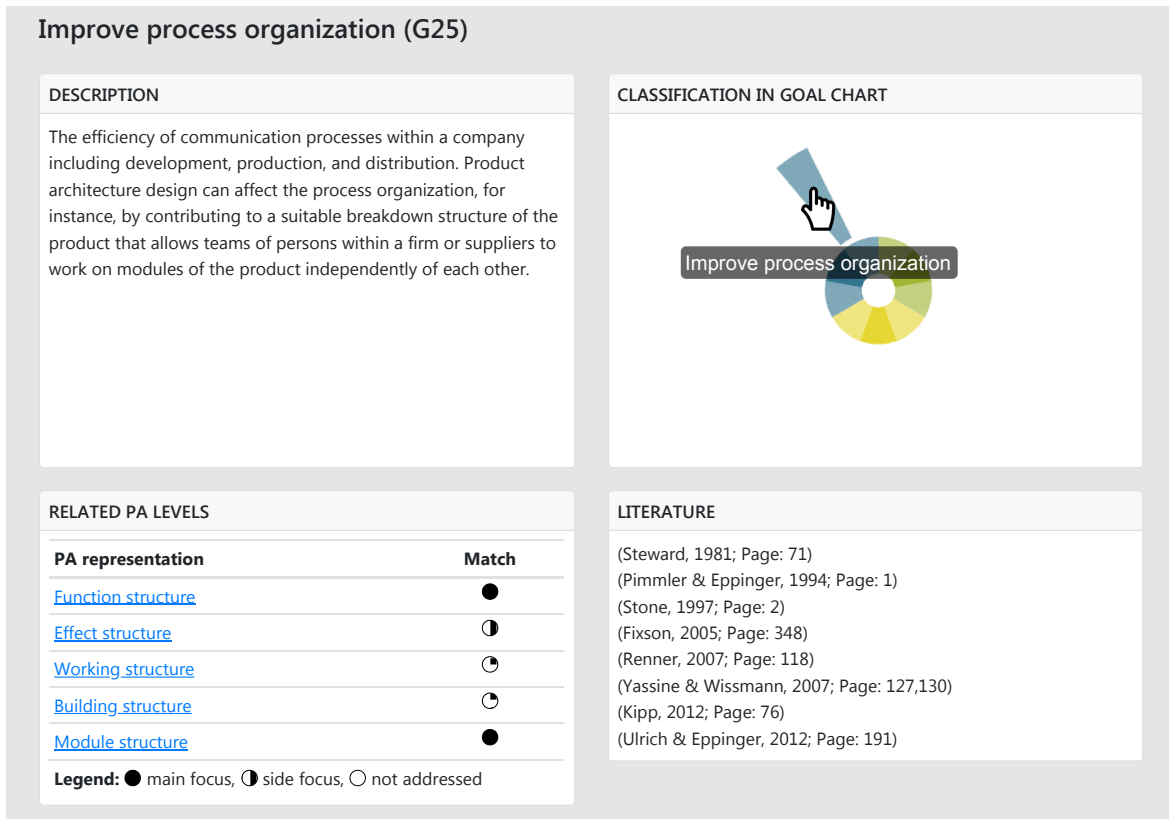 Improve process organization (G25)
DESCRIPTION
The efficiency of communication processes within a company
including development, production, and distribution. Product
architecture design can affect the process organization, for
instance, by contributing to a suitable breakdown structure of the
product that allows teams of persons within a firm or suppliers to
work on modules of the product independently of each other.
CLASSIFICATION IN GOAL CHART
Improve process organization
RELATED PA LEVELS
PA representation Match
Function structure
Effect structure
Working structure
Building structure
Module structure
Legend: ● main focus, ◑ side focus, ○ not addressed
LITERATURE
(Steward, 1981; Page: 71)
(Pimmler & Eppinger, 1994; Page: 1)
(Stone, 1997; Page: 2)
(Fixson, 2005; Page: 348)
(Renner, 2007; Page: 118)
(Yassine & Wissmann, 2007; Page: 127,130)
(Kipp, 2012; Page: 76)
(Ulrich & Eppinger, 2012; Page: 191)